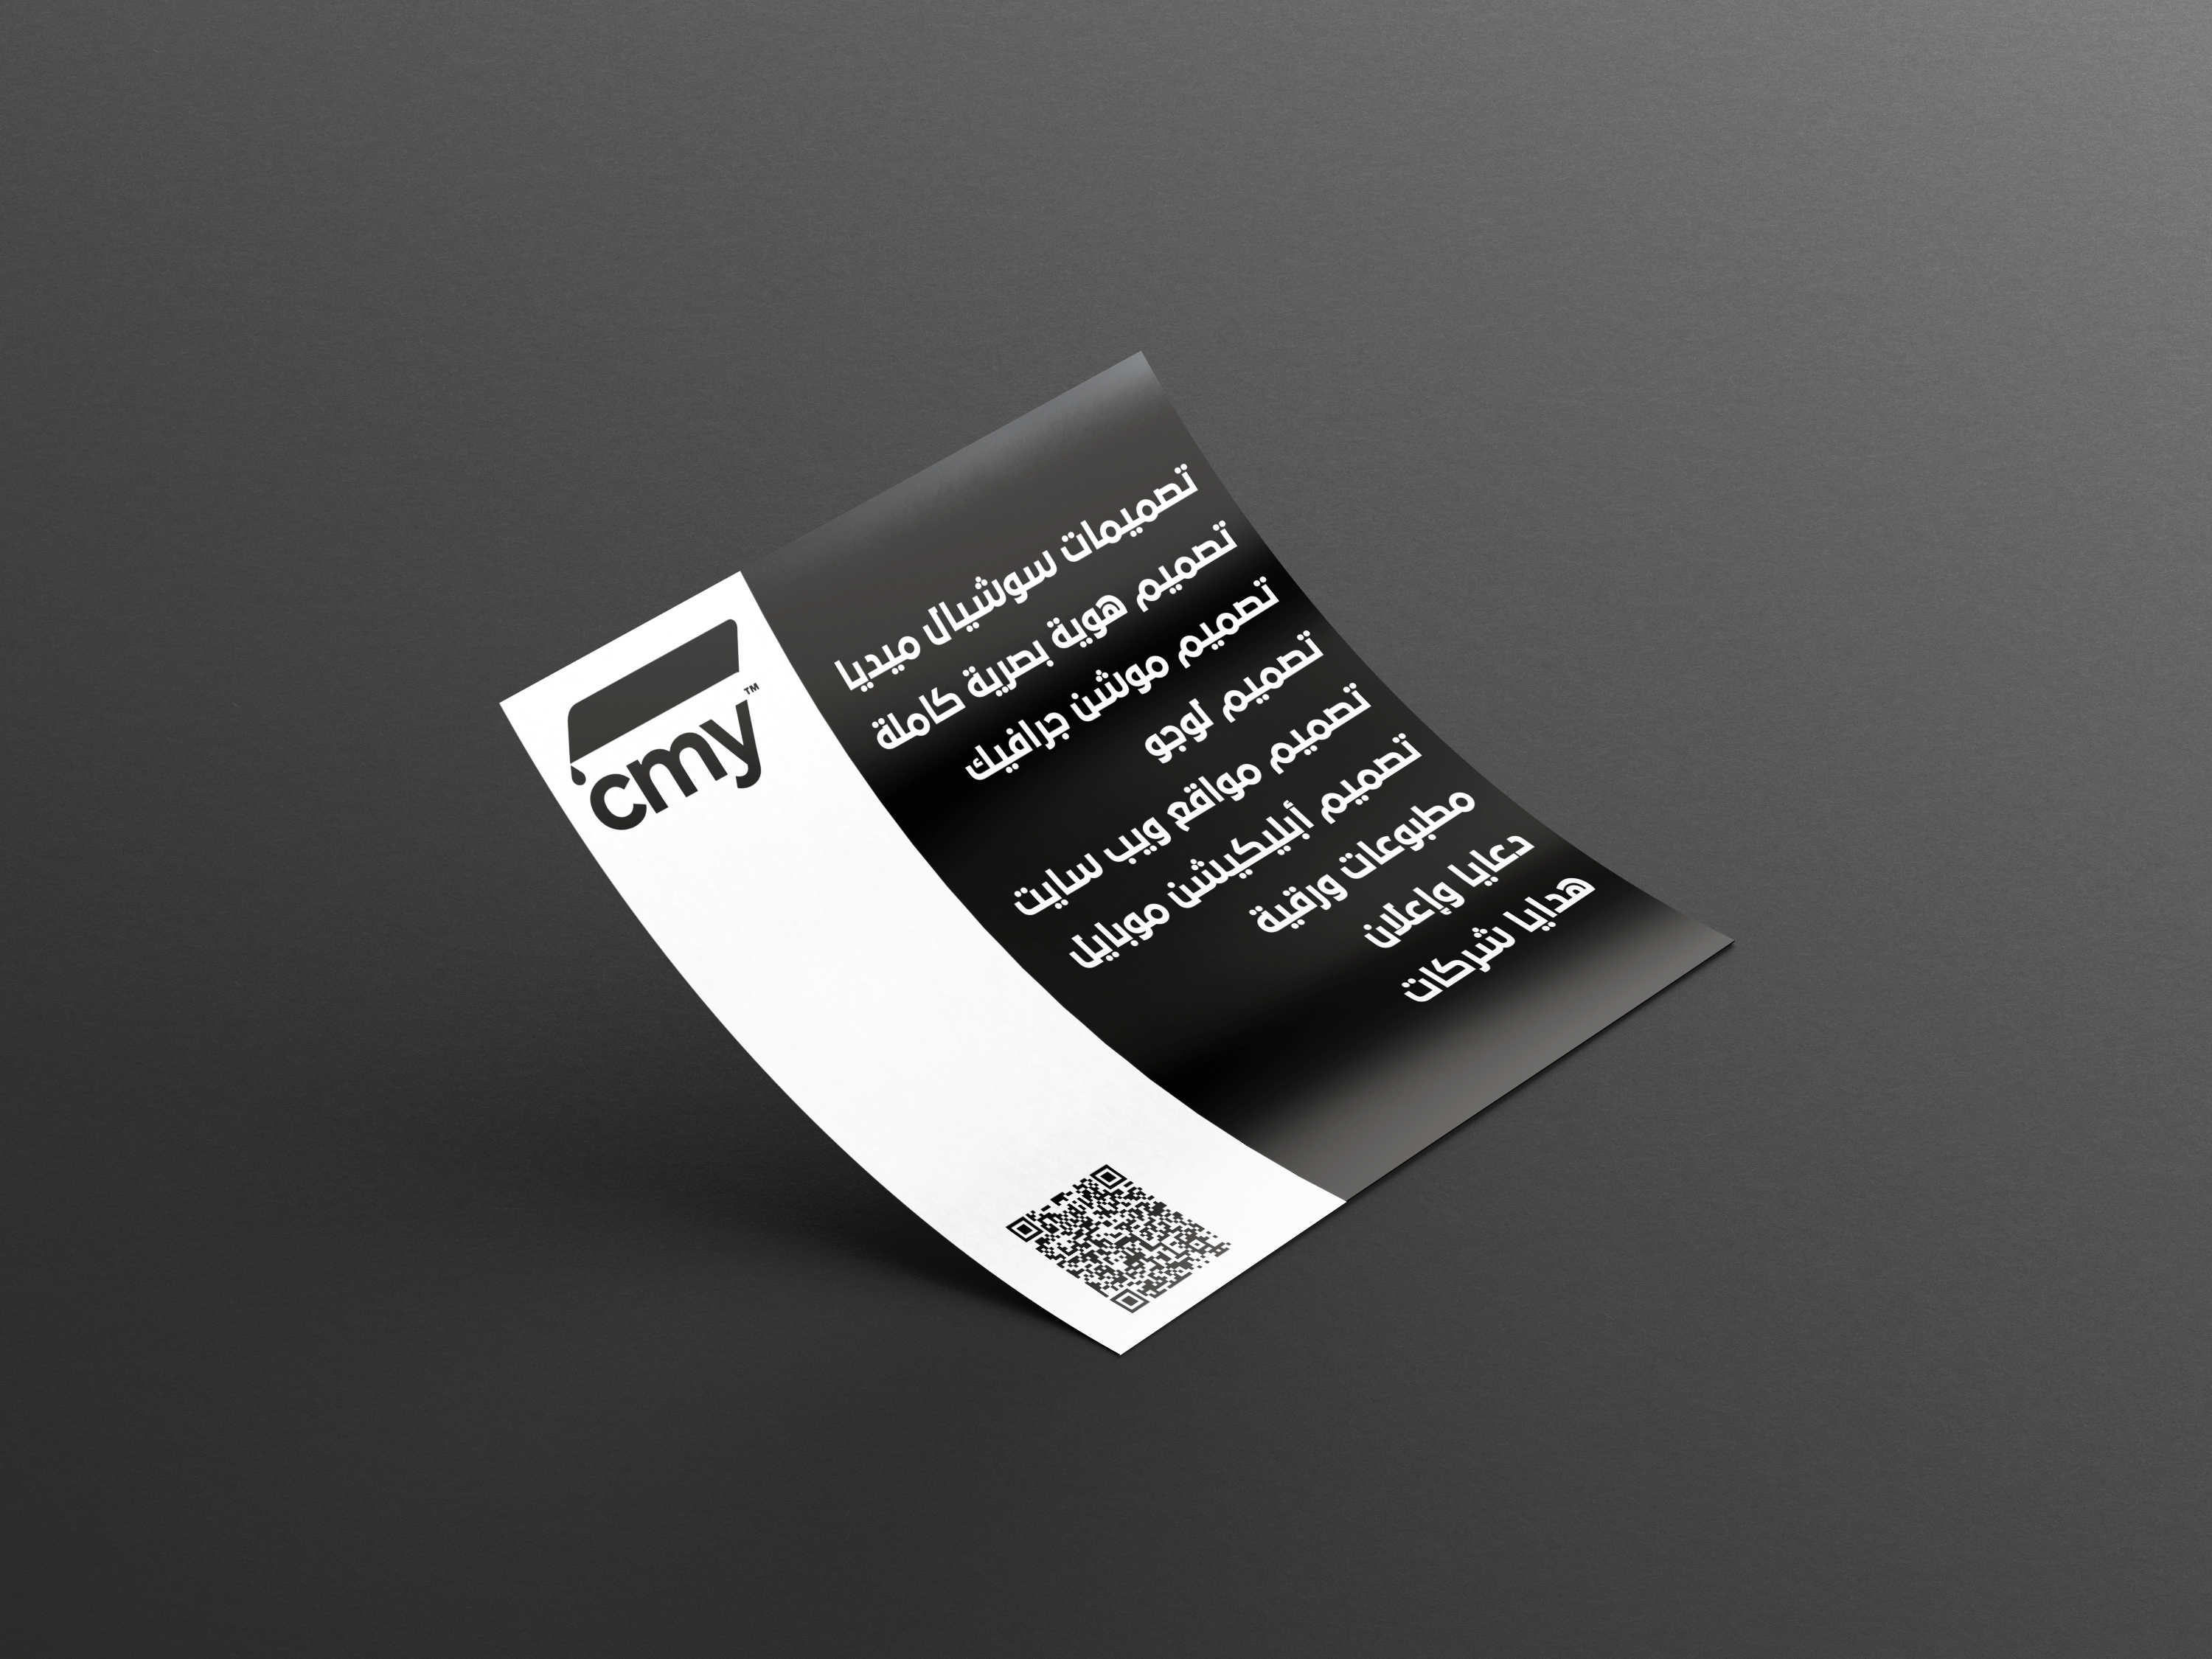 تصميمات سوشيال ميديا
تصميم هوية بصرية كاملة
تصميم موشن جرافيك
تصميم لوجو
تصميم مواقع ويب سايت
تصميم أبليكيشن موبايل
مطبوعات ورقية
دعايا وإعلان
هدايا شركات
cmy™